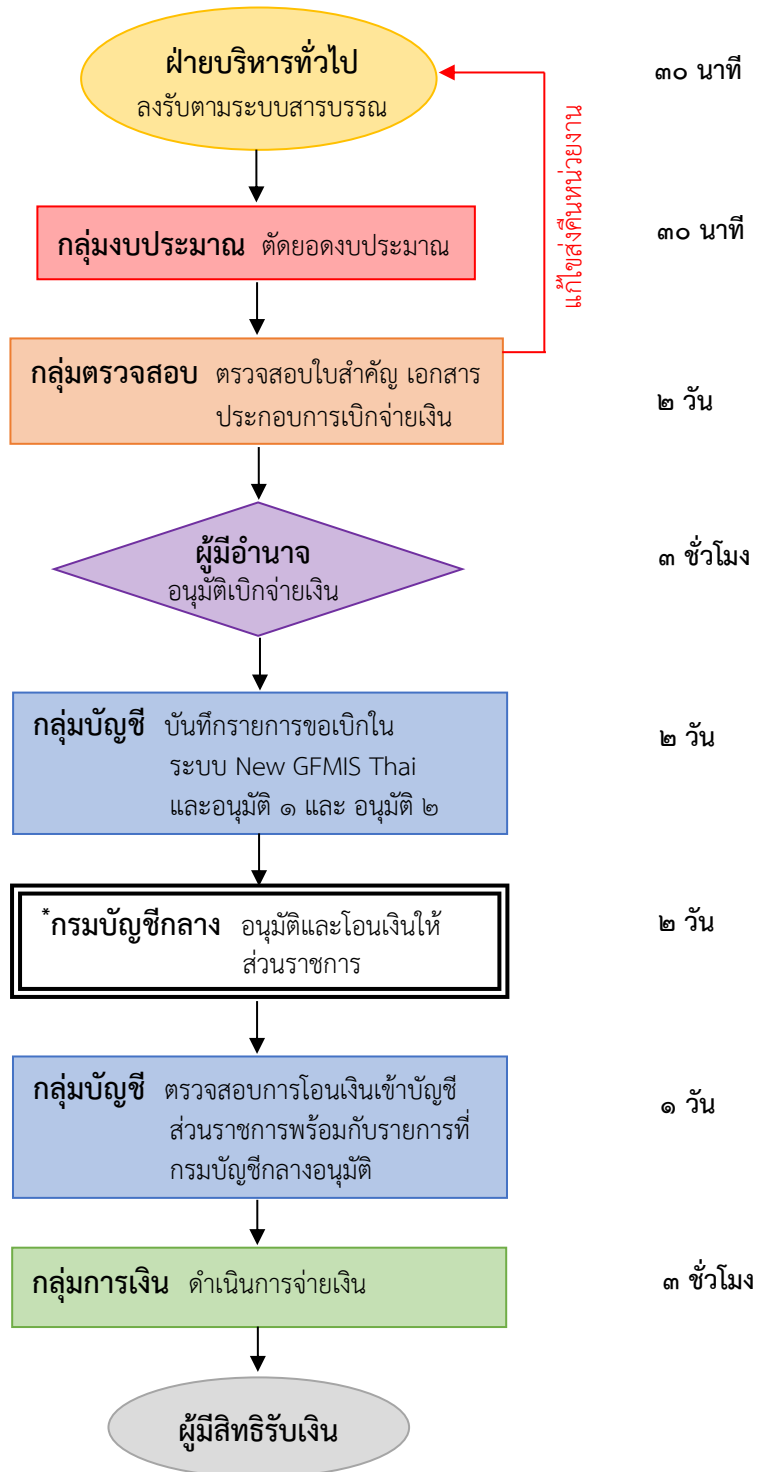 ฝ่ายบริหารทั่วไป
ลงรับตามระบบสารบรรณ
๓๐ นาที
แก้ไขส่งคืนหน่วยงาน
กลุ่มงบประมาณ ตัดยอดงบประมาณ
๓๐ นาที
กลุ่มตรวจสอบ ตรวจสอบใบสำคัญ เอกสาร
ประกอบการเบิกจ่ายเงิน
๒ วัน
ผู้มีอำนาจ
อนุมัติเบิกจ่ายเงิน
๓ ชั่วโมง
กลุ่มบัญชี บันทึกรายการขอเบิกใน
ระบบ New GFMIS Thai
และอนุมัติ ๑ และ อนุมัติ ๒
๒ วัน
*กรมบัญชีกลาง อนุมัติและโอนเงินให้
ส่วนราชการ
๒ วัน
กลุ่มบัญชี ตรวจสอบการโอนเงินเข้าบัญชี
ส่วนราชการพร้อมกับรายการที่
กรมบัญชีกลางอนุมัติ
๑ วัน
กลุ่มการเงิน ดำเนินการจ่ายเงิน
๓ ชั่วโมง
ผู้มีสิทธิรับเงิน